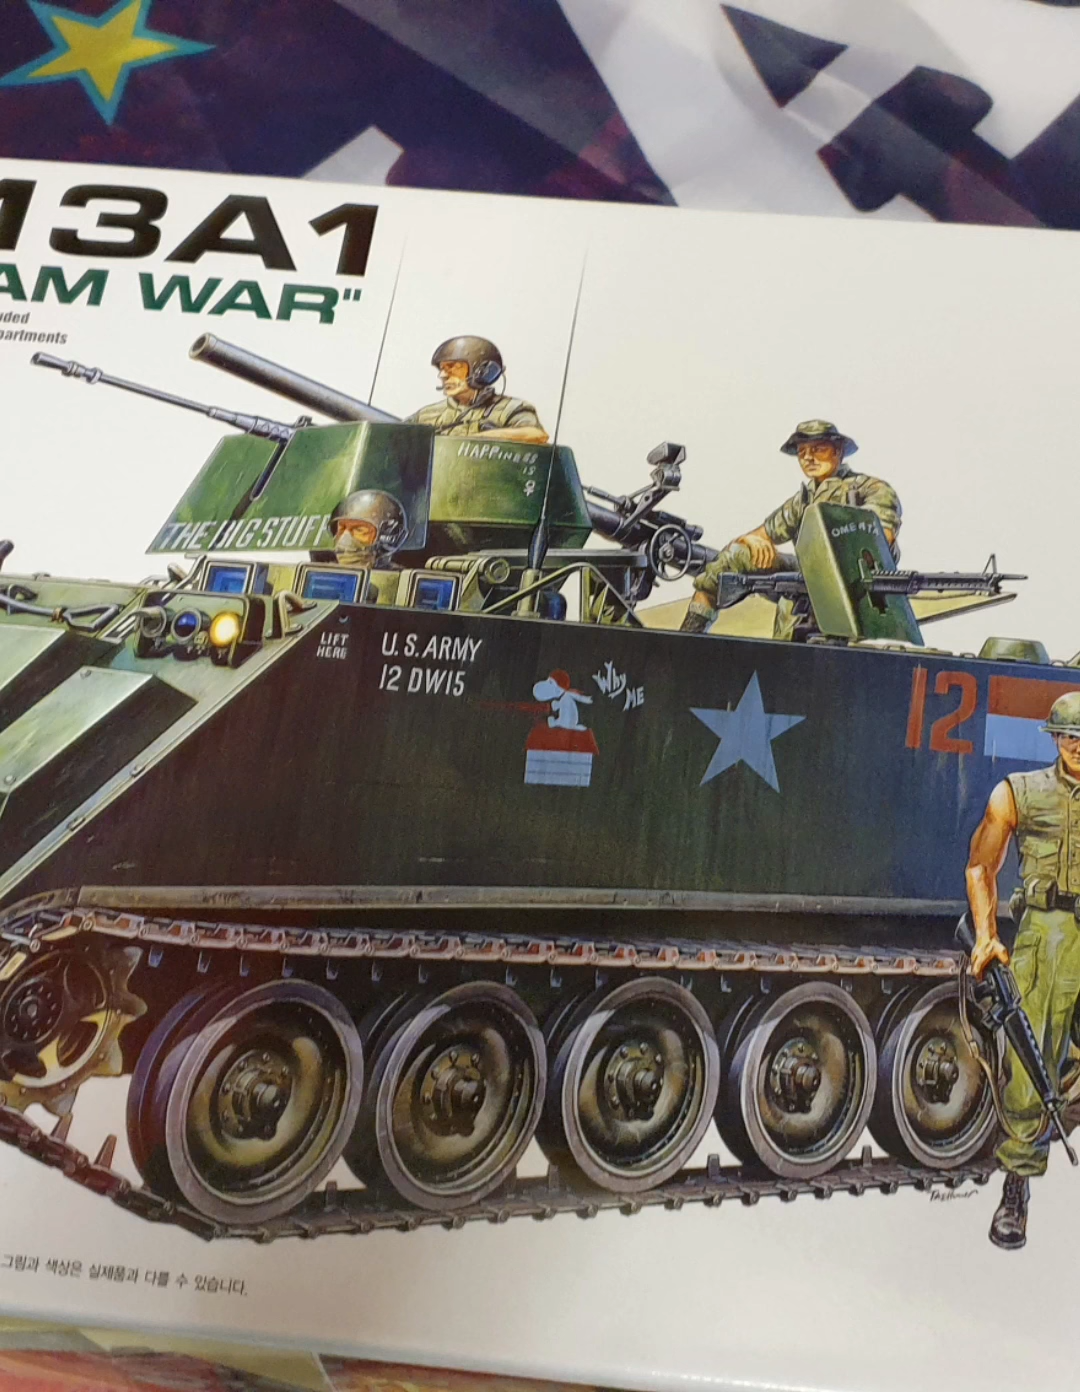 13A1
AM WAR"
uded
partments
HAPPINESS
IS
♀
THE BIG STUFF
OMERTA
LIFT
HERE
U.S. ARMY
12 DW15
Why
ME
12
그림과 색상은 실제품과 다를 수 있습니다.